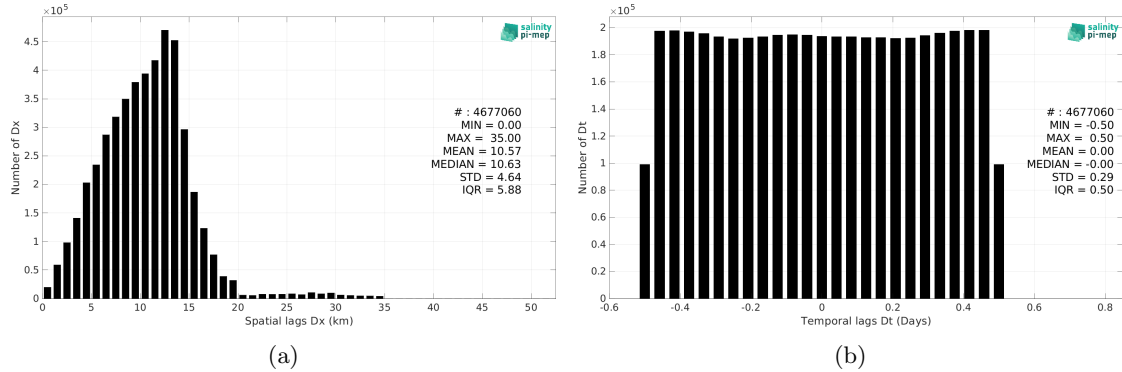 ×10⁵
4.5
4
3.5
3
2.5
2
1.5
1
0.5
0
Number of Dx
0 5 10 15 20 25 30 35 40 45 50
Spatial lags Dx (km)
salinity
pi-mep
# : 4677060
MIN = 0.00
MAX = 35.00
MEAN = 10.57
MEDIAN = 10.63
STD = 4.64
IQR = 5.88
(a)
×10⁵
2
1.8
1.6
1.4
1.2
1
0.8
0.6
0.4
0.2
0
Number of Dt
-0.6 -0.4 -0.2 0 0.2 0.4 0.6 0.8
Temporal lags Dt (Days)
salinity
pi-mep
# : 4677060
MIN = -0.50
MAX = 0.50
MEAN = 0.00
MEDIAN = -0.00
STD = 0.29
IQR = 0.50
(b)